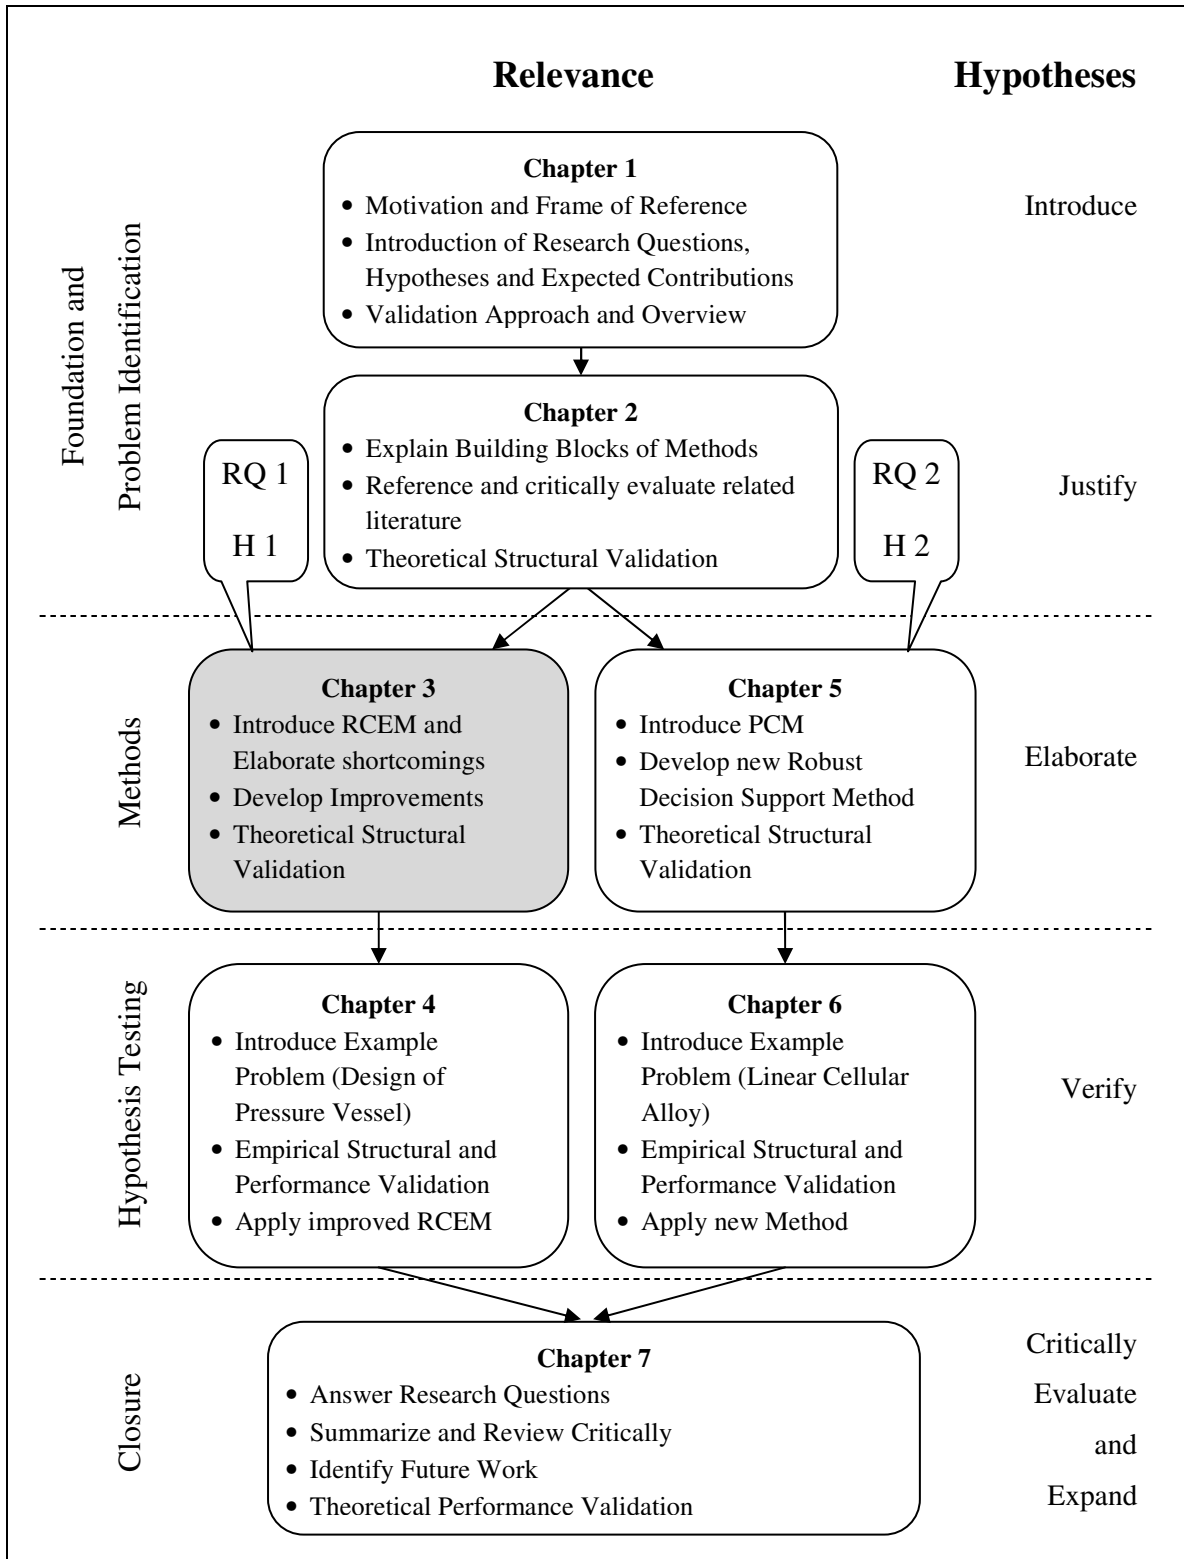 Relevance
Hypotheses
Foundation and
Problem Identification
Chapter 1
• Motivation and Frame of Reference
• Introduction of Research Questions,
Hypotheses and Expected Contributions
• Validation Approach and Overview
Introduce
Chapter 2
• Explain Building Blocks of Methods
• Reference and critically evaluate related
literature
• Theoretical Structural Validation
RQ 1
H 1
RQ 2
H 2
Justify
Methods
Chapter 3
• Introduce RCEM and
Elaborate shortcomings
• Develop Improvements
• Theoretical Structural
Validation
Chapter 5
• Introduce PCM
• Develop new Robust
Decision Support Method
• Theoretical Structural
Validation
Elaborate
Hypothesis Testing
Chapter 4
• Introduce Example
Problem (Design of
Pressure Vessel)
• Empirical Structural and
Performance Validation
• Apply improved RCEM
Chapter 6
• Introduce Example
Problem (Linear Cellular
Alloy)
• Empirical Structural and
Performance Validation
• Apply new Method
Verify
Closure
Chapter 7
• Answer Research Questions
• Summarize and Review Critically
• Identify Future Work
• Theoretical Performance Validation
Critically
Evaluate
and
Expand